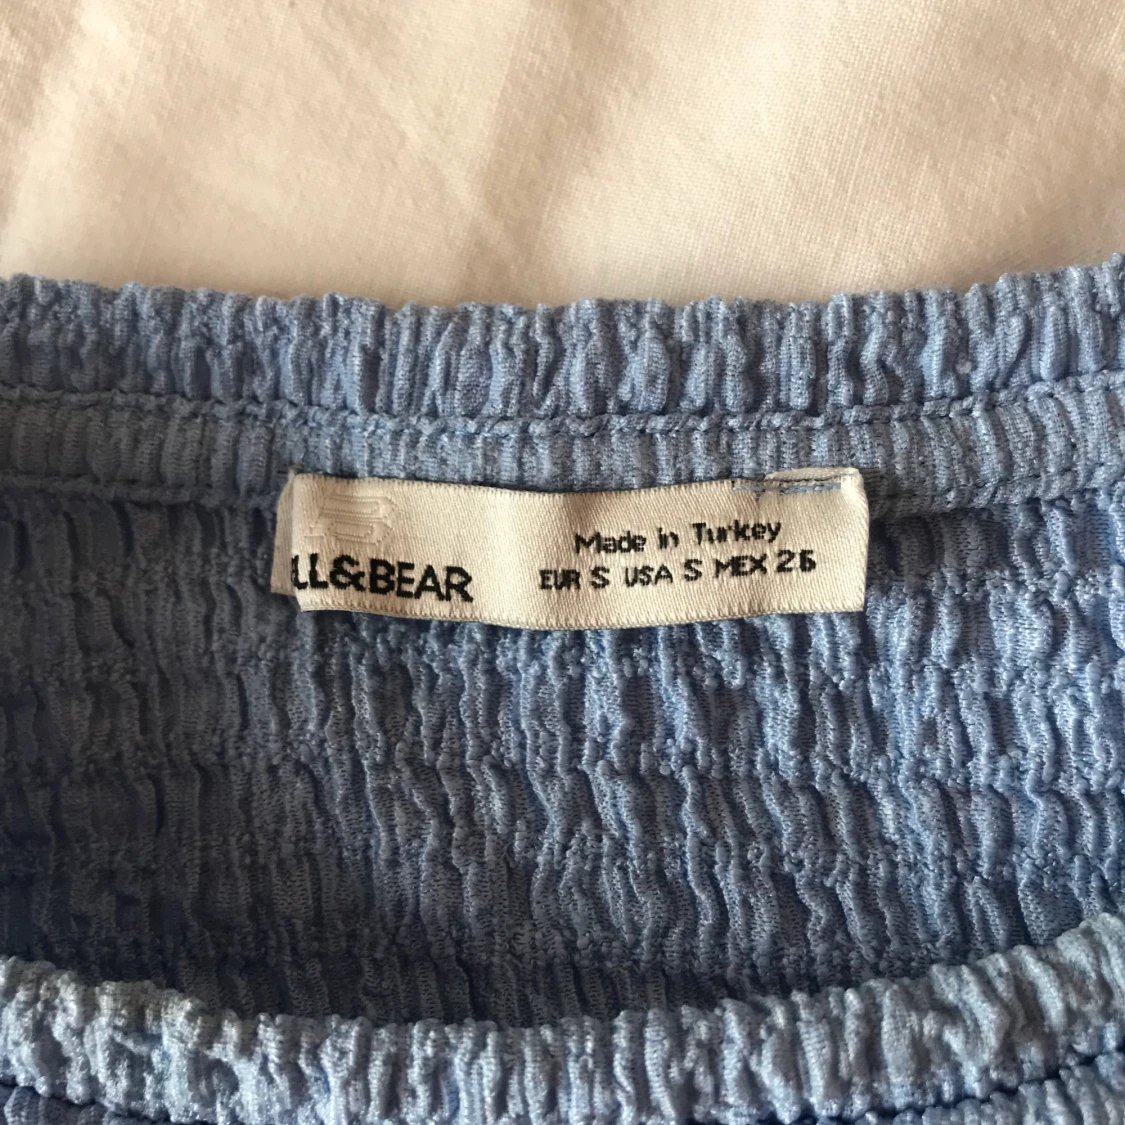 LL&BEAR
Made in Turkey
EUR S USA S MEX 26